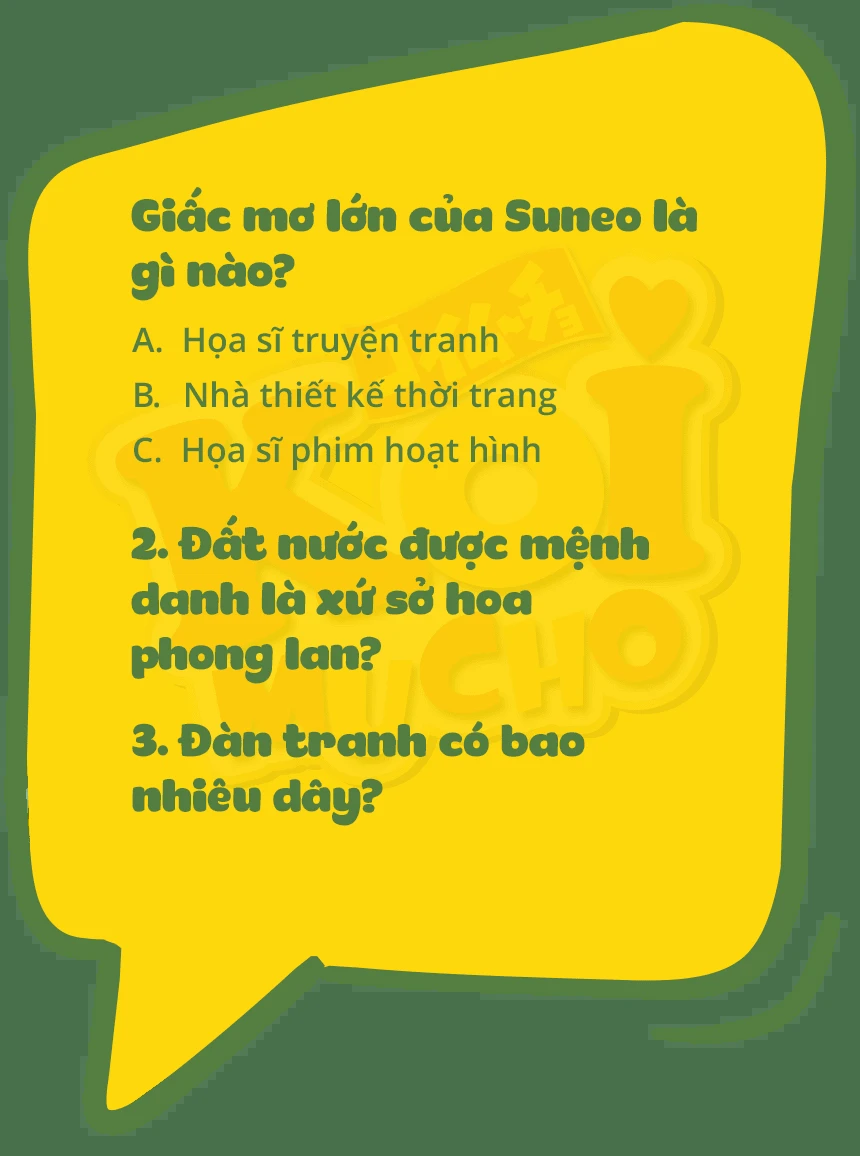 Giấc mơ lớn của Suneo là
gì nào?
A. Họa sĩ truyện tranh
B. Nhà thiết kế thời trang
C. Họa sĩ phim hoạt hình
2. Đất nước được mệnh
danh là xứ sở hoa
phong lan?
3. Đàn tranh có bao
nhiêu dây?
KOI
MUCHO